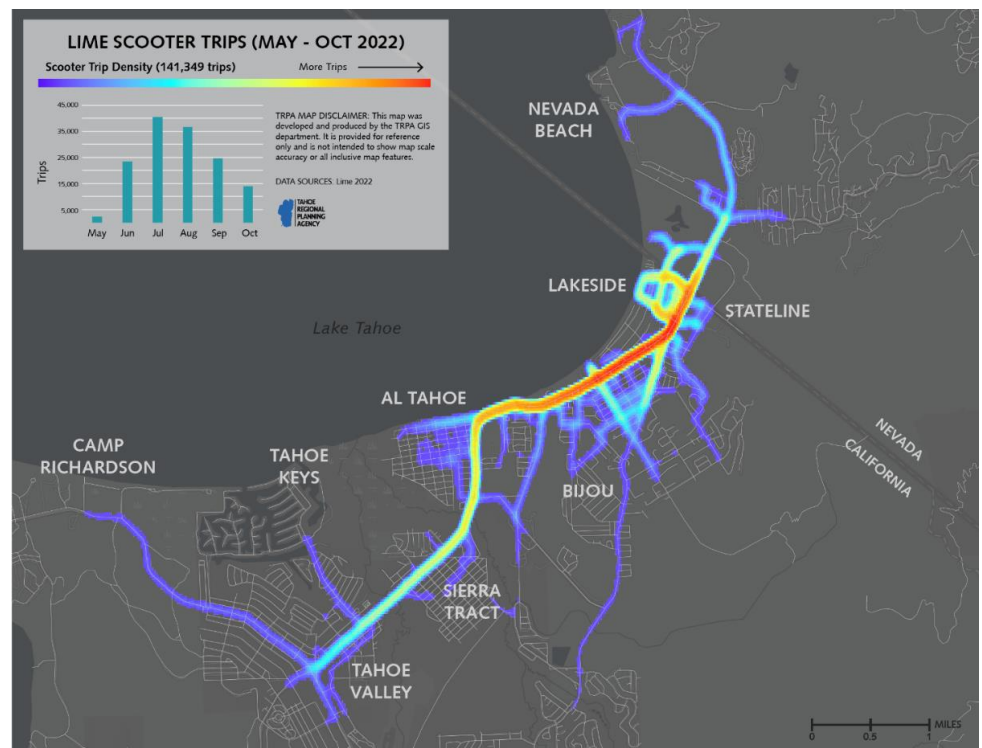 LIME SCOOTER TRIPS (MAY - OCT 2022)
Scooter Trip Density (141,349 trips)
More Trips
45,000
35,000
25,000
15,000
5,000
Trips
May Jun Jul Aug Sep Oct
TRPA MAP DISCLAIMER: This map was
developed and produced by the TRPA GIS
department. It is provided for reference
only and is not intended to show map scale
accuracy or all inclusive map features.
DATA SOURCES: Lime 2022
TAHOE
REGIONAL
PLANNING
AGENCY
NEVADA
BEACH
LAKESIDE
STATELINE
Lake Tahoe
AL TAHOE
NEVADA
CALIFORNIA
CAMP
RICHARDSON
TAHOE
KEYS
BIJOU
SIERRA
TRACT
TAHOE
VALLEY
MILES
0 0.5 1